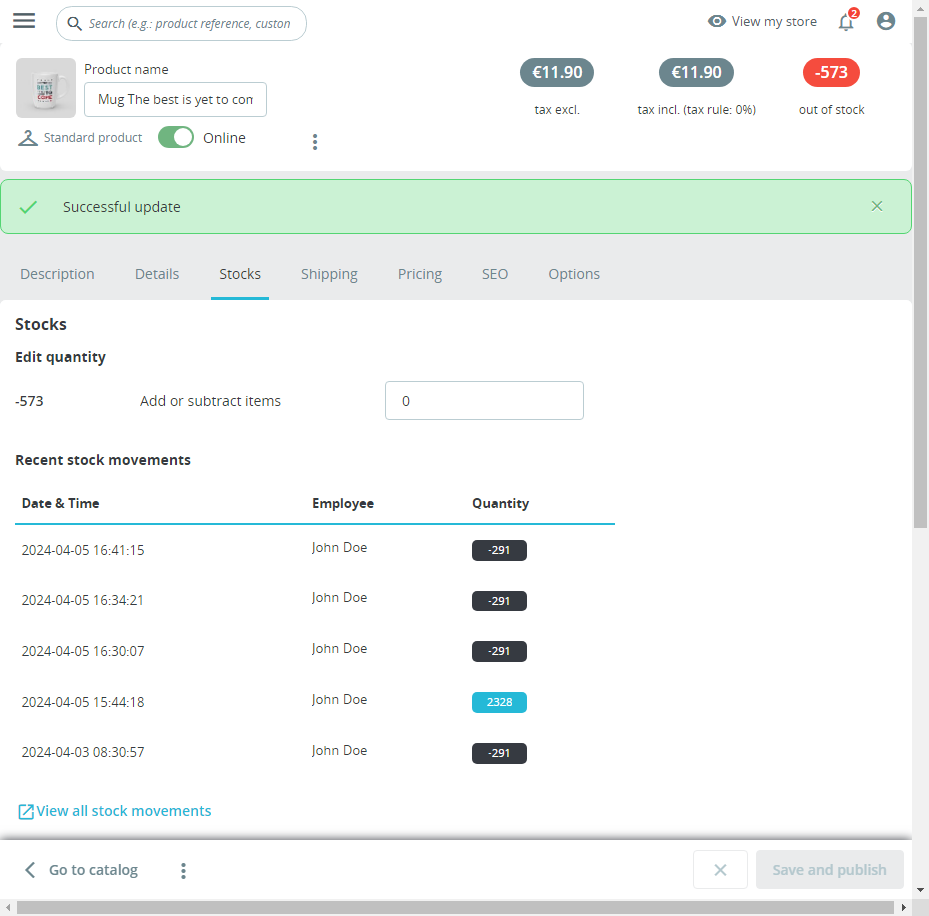 Search (e.g.: product reference, custon
View my store
2
Product name
Mug The best is yet to con
Standard product
Online
€11.90
tax excl.
€11.90
tax incl. (tax rule: 0%)
-573
out of stock
Successful update
Description Details Stocks Shipping Pricing SEO Options
Stocks
Edit quantity
-573 Add or subtract items 0
Recent stock movements
Date & Time Employee Quantity
2024-04-05 16:41:15 John Doe -291
2024-04-05 16:34:21 John Doe -291
2024-04-05 16:30:07 John Doe -291
2024-04-05 15:44:18 John Doe 2328
2024-04-03 08:30:57 John Doe -291
View all stock movements
Go to catalog
Save and publish